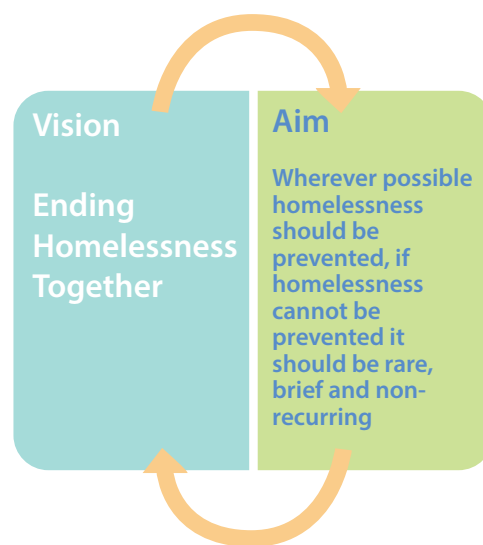 Vision
Ending
Homelessness
Together
Aim
Wherever possible
homelessness
should be
prevented, if
homelessness
cannot be
prevented it
should be rare,
brief and non-
recurring